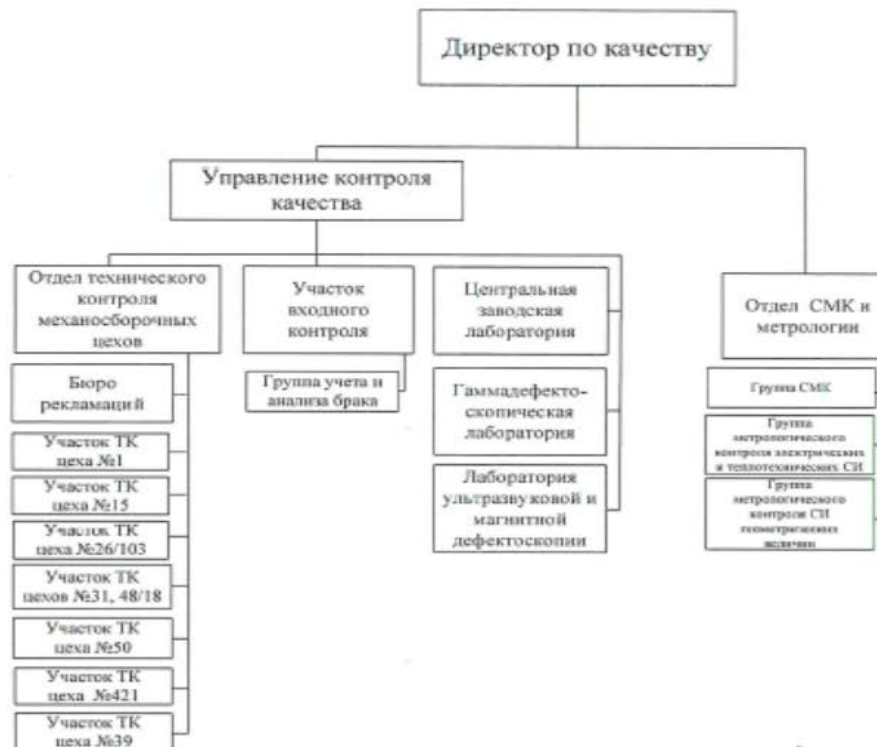 Директор по качеству
Управление контроля
качества
Отдел технического
контроля
механосборочных
цехов
Участок
входного
контроля
Центральная
заводская
лаборатория
Отдел СМК и
метрологии
Бюро
рекламаций
Группа учета и
анализа брака
Гаммадефекто-
скопическая
лаборатория
Группа СМК
Группа
метрологического
контроля электрических
и теплотехнических СИ
Участок ТК
цеха №1
Участок ТК
цеха №15
Лаборатория
ультразвуковой и
магнитной
дефектоскопии
Группа
метрологического
контроля СИ
геометрических
величин
Участок ТК
цеха №26/103
Участок ТК
цехов №31, 48/18
Участок ТК
цеха №50
Участок ТК
цеха №421
Участок ТК
цеха №39